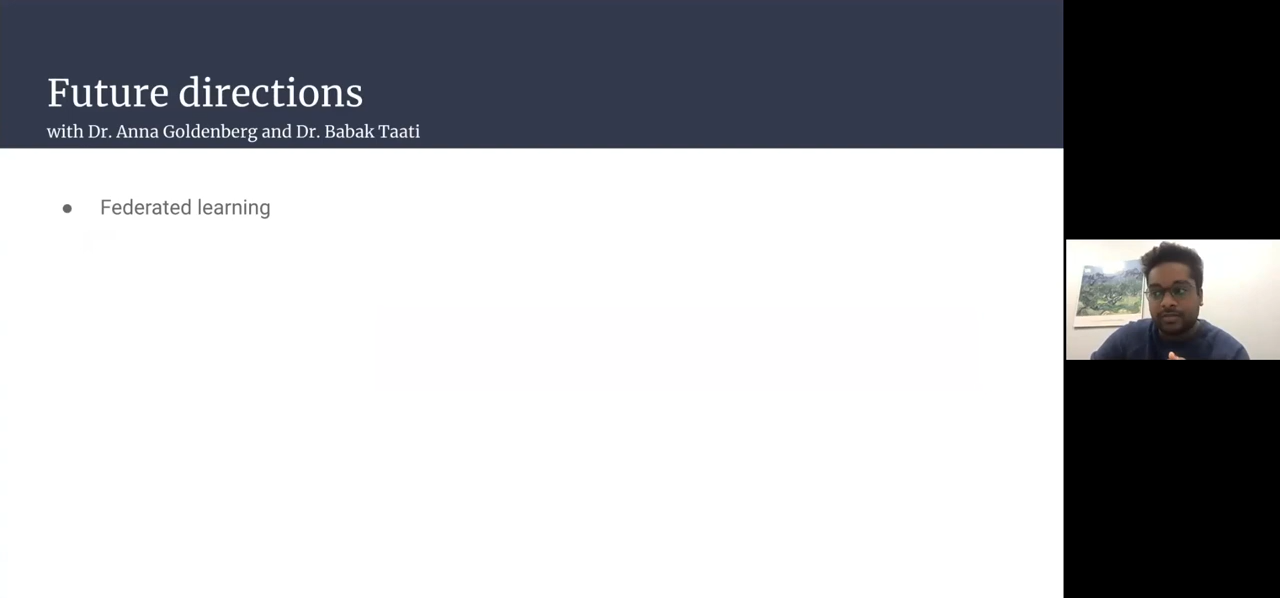 Future directions
with Dr. Anna Goldenberg and Dr. Babak Taati
● Federated learning